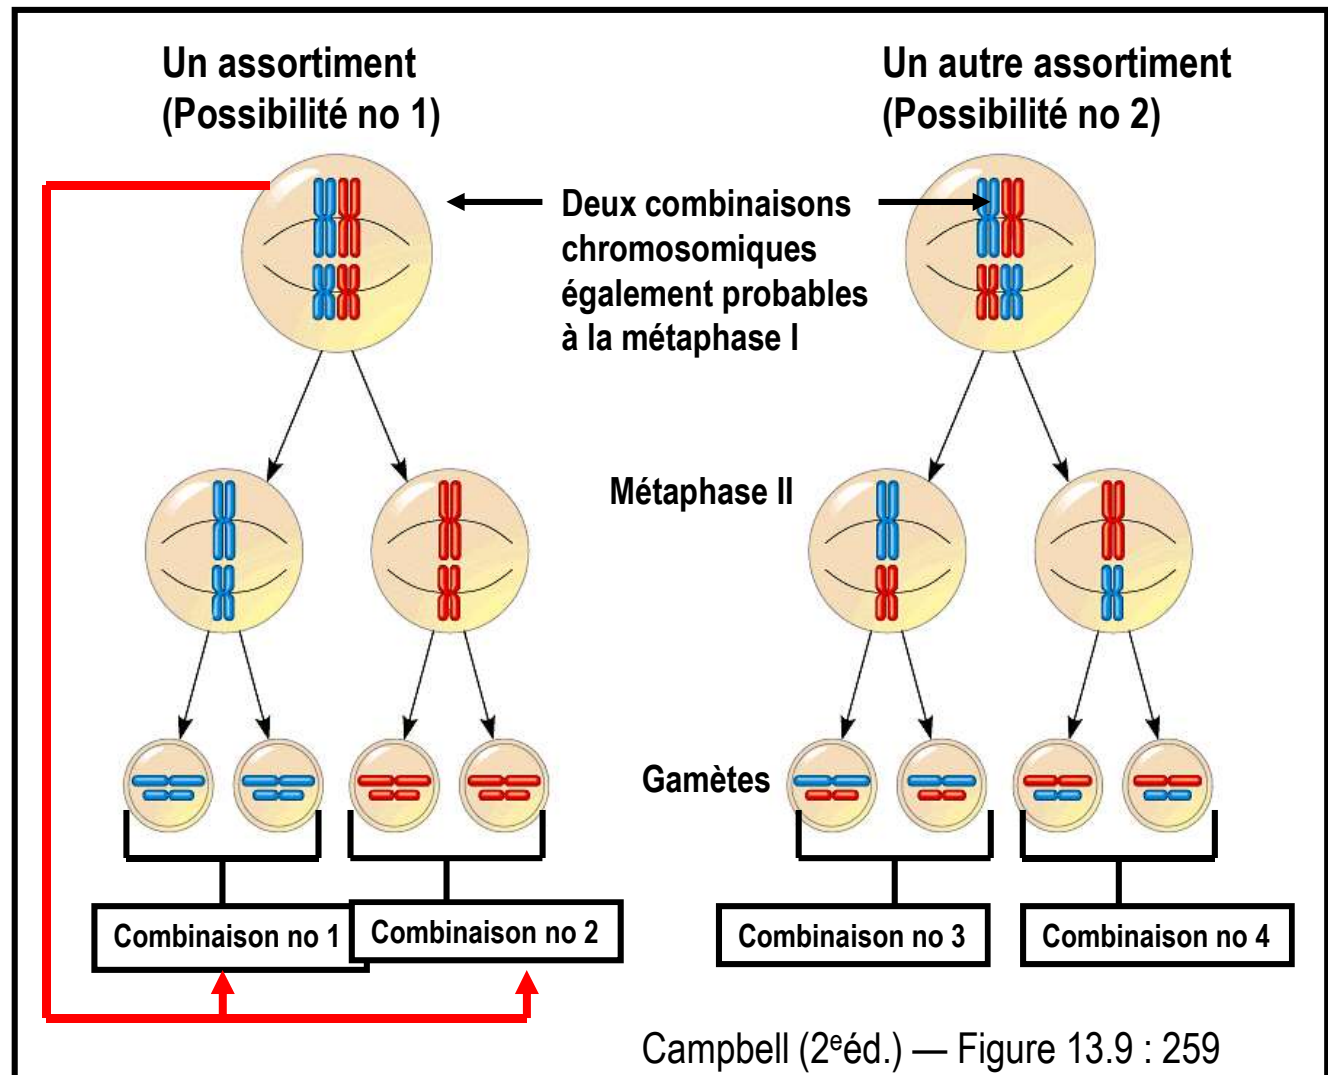 Un assortiment
(Possibilité no 1)
Un autre assortiment
(Possibilité no 2)
Deux combinaisons
chromosomiques
également probables
à la métaphase I
Métaphase II
Gamètes
Combinaison no 1
Combinaison no 2
Combinaison no 3
Combinaison no 4
Campbell (2ᵉéd.) — Figure 13.9 : 259